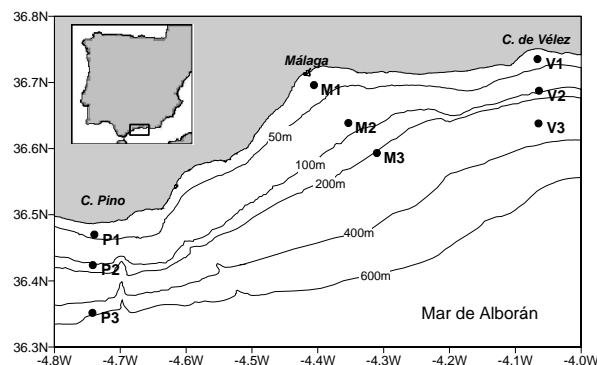 36.8N
C. de Vélez
Málaga
V1
36.7N
M1
V2
M2
V3
50m
36.6N
100m
M3
200m
C. Pino
36.5N
P1
400m
36.4N
P2
600m
P3
Mar de Alborán
36.3N
-4.8W -4.7W -4.6W -4.5W -4.4W -4.3W -4.2W -4.1W -4.0W